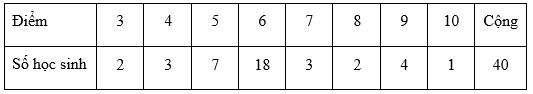 Điểm 3 4 5 6 7 8 9 10 Cộng
Số học sinh 2 3 7 18 3 2 4 1 40